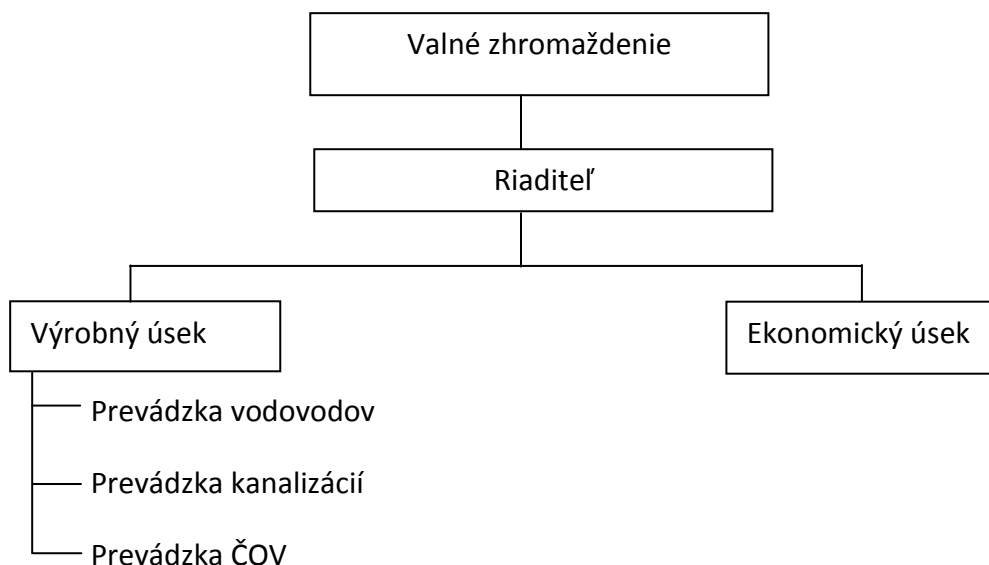 Valné zhromaždenie
Riaditeľ
Výrobný úsek
Ekonomický úsek
Prevádzka vodovodov
Prevádzka kanalizácií
Prevádzka ČOV